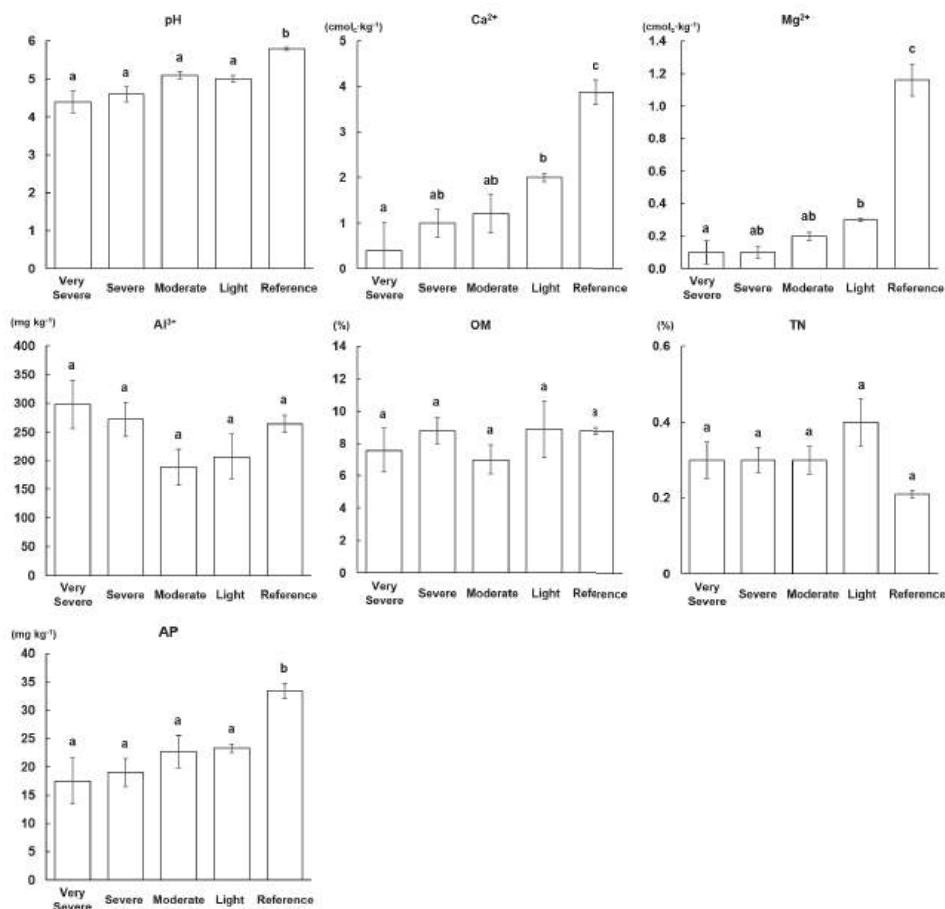 pH
6
5
4
3
2
1
0
a
a
a
a
b
Very Severe
Severe
Moderate
Light
Reference
Ca²⁺
(cmol꜀·kg⁻¹)
5
4
3
2
1
0
a
ab
ab
b
c
Very Severe
Severe
Moderate
Light
Reference
Mg²⁺
(cmol꜀·kg⁻¹)
1.4
1.2
1.0
0.8
0.6
0.4
0.2
0.0
a
ab
ab
b
c
Very Severe
Severe
Moderate
Light
Reference
(mg kg⁻¹)
Al³⁺
400
350
300
250
200
150
100
50
0
a
a
a
a
a
Very Severe
Severe
Moderate
Light
Reference
(%)
OM
14
12
10
8
6
4
2
0
a
a
a
a
a
Very Severe
Severe
Moderate
Light
Reference
(%)
TN
0.6
0.4
0.2
0
a
a
a
a
a
Very Severe
Severe
Moderate
Light
Reference
(mg kg⁻¹)
AP
40
35
30
25
20
15
10
5
0
a
a
a
a
b
Very Severe
Severe
Moderate
Light
Reference